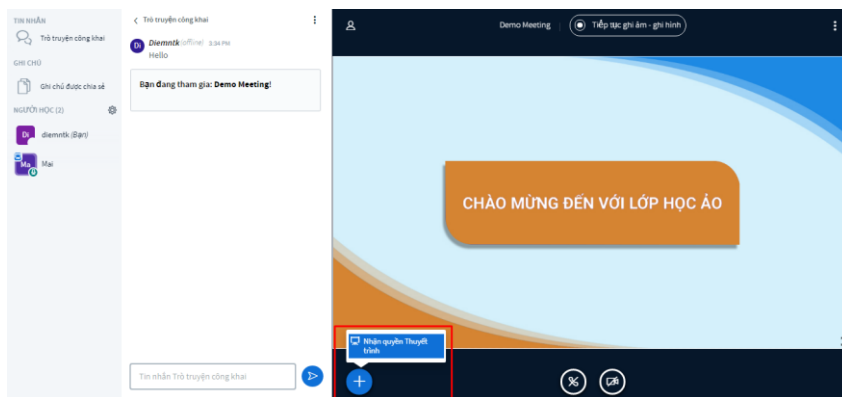 TIN NHẮN
Trò truyện công khai
GHI CHÚ
Ghi chú được chia sẻ
NGƯỜI HỌC (2)
Di diemntk (Bạn)
Ma Mai
Trò truyện công khai
Di Diemntk (offline) 2:34 PM
Hello
Bạn đang tham gia: Demo Meeting!
Tin nhắn Trò truyện công khai
Demo Meeting
Tiếp tục ghi âm - ghi hình
CHÀO MỪNG ĐẾN VỚI LỚP HỌC ẢO
Nhận quyền Thuyết
trình